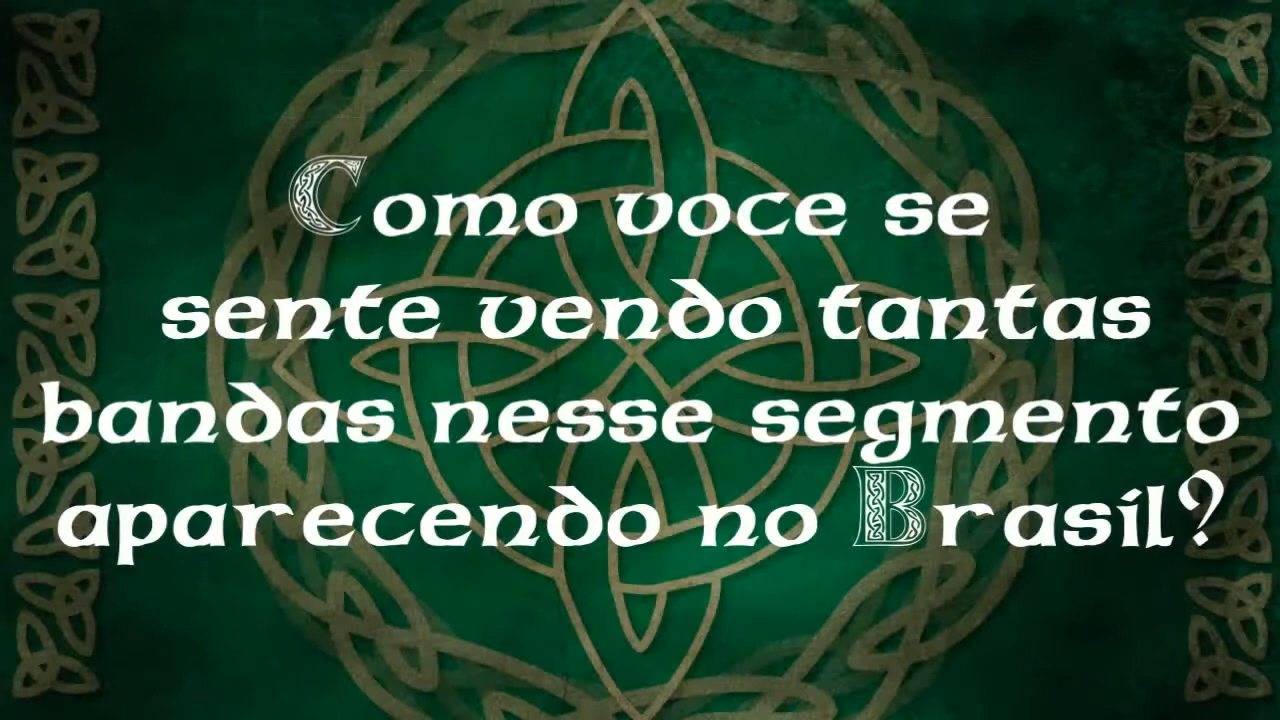 Como voce se
sente vendo tantas
bandas nesse segmento
aparecendo no Brasil?